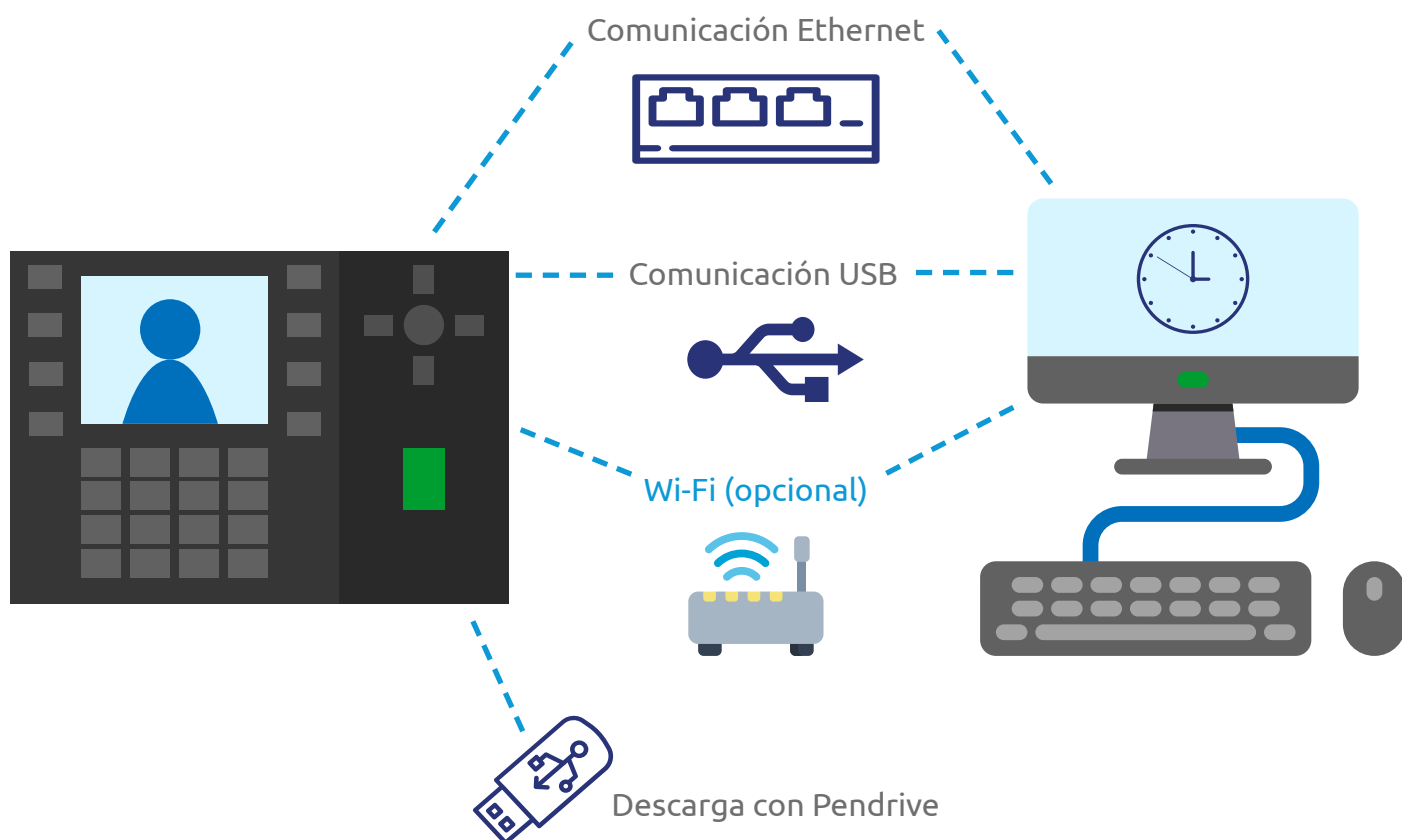 Comunicación Ethernet
Comunicación USB
Wi-Fi (opcional)
Descarga con Pendrive